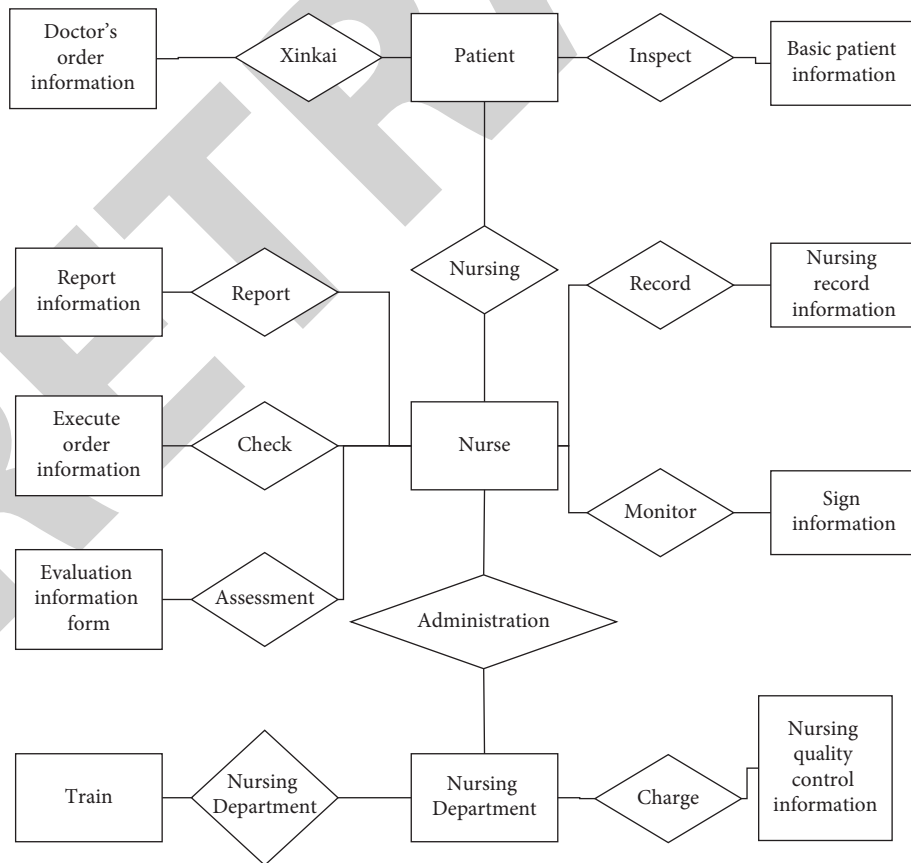 Doctor's
order
information
Xinkai
Patient
Inspect
Basic patient
information
Nursing
Report
information
Report
Record
Nursing
record
information
Execute
order
information
Check
Nurse
Monitor
Sign
information
Evaluation
information
form
Assessment
Administration
Train
Nursing
Department
Nursing
Department
Charge
Nursing
quality
control
information